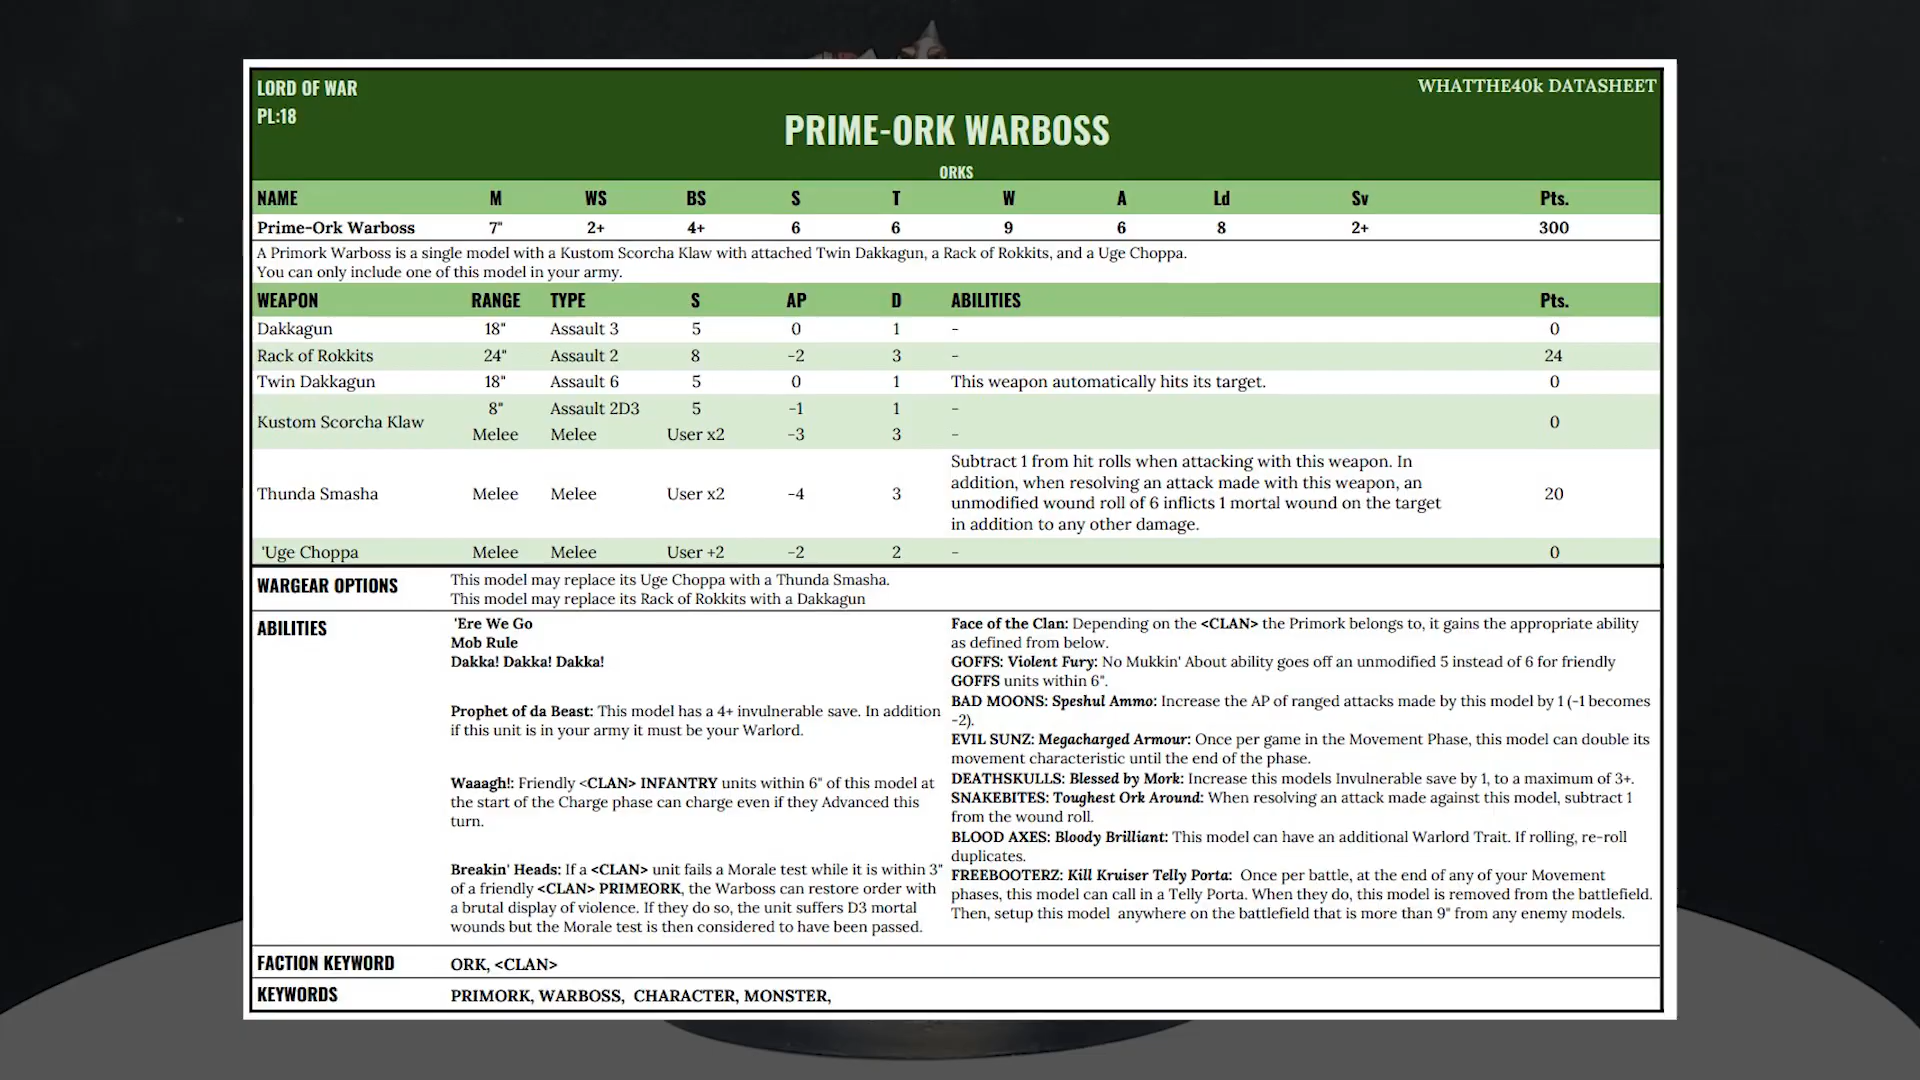 LORD OF WAR
WHATTHE40k DATASHEET
PL:18
PRIME-ORK WARBOSS
ORKS
NAME M WS BS S T W A Ld Sv Pts.
Prime-Ork Warboss 7" 2+ 4+ 6 6 9 6 8 2+ 300
A Primork Warboss is a single model with a Kustom Scorcha Klaw with attached Twin Dakkagun, a Rack of Rokkits, and a Uge Choppa.
You can only include one of this model in your army.
WEAPON RANGE TYPE S AP D ABILITIES Pts.
Dakkagun 18" Assault 3 5 0 1 - 0
Rack of Rokkits 24" Assault 2 8 -2 3 - 24
Twin Dakkagun 18" Assault 6 5 0 1 This weapon automatically hits its target. 0
Kustom Scorcha Klaw 8" Assault 2D3 5 -1 1 - 0
Melee Melee User x2 -3 3 -
Thunda Smasha Melee Melee User x2 -4 3 Subtract 1 from hit rolls when attacking with this weapon. In
addition, when resolving an attack made with this weapon, an
unmodified wound roll of 6 inflicts 1 mortal wound on the target
in addition to any other damage. 20
'Uge Choppa Melee Melee User +2 -2 2 - 0
WARGEAR OPTIONS
This model may replace its Uge Choppa with a Thunda Smasha.
This model may replace its Rack of Rokkits with a Dakkagun
ABILITIES
'Ere We Go
Mob Rule
Dakka! Dakka! Dakka!
Prophet of da Beast: This model has a 4+ invulnerable save. In addition
if this unit is in your army it must be your Warlord.
Waaagh!: Friendly <CLAN> INFANTRY units within 6" of this model at
the start of the Charge phase can charge even if they Advanced this
turn.
Breakin' Heads: If a <CLAN> unit fails a Morale test while it is within 3"
of a friendly <CLAN> PRIMEORK, the Warboss can restore order with
a brutal display of violence. If they do so, the unit suffers D3 mortal
wounds but the Morale test is then considered to have been passed.
Face of the Clan: Depending on the <CLAN> the Primork belongs to, it gains the appropriate ability
as defined from below.
GOFFS: Violent Fury: No Mukkin' About ability goes off an unmodified 5 instead of 6 for friendly
GOFFS units within 6".
BAD MOONS: Speshul Ammo: Increase the AP of ranged attacks made by this model by 1 (-1 becomes
-2).
EVIL SUNZ: Megacharged Armour: Once per game in the Movement Phase, this model can double its
movement characteristic until the end of the phase.
DEATHSKULLS: Blessed by Mork: Increase this models Invulnerable save by 1, to a maximum of 3+.
SNAKEBITES: Toughest Ork Around: When resolving an attack made against this model, subtract 1
from the wound roll.
BLOOD AXES: Bloody Brilliant: This model can have an additional Warlord Trait. If rolling, re-roll
duplicates.
FREEBOOTERZ: Kill Kruiser Telly Porta: Once per battle, at the end of any of your Movement
phases, this model can call in a Telly Porta. When they do, this model is removed from the battlefield.
Then, setup this model anywhere on the battlefield that is more than 9" from any enemy models.
FACTION KEYWORD ORK, <CLAN>
KEYWORDS PRIMORK, WARBOSS, CHARACTER, MONSTER,